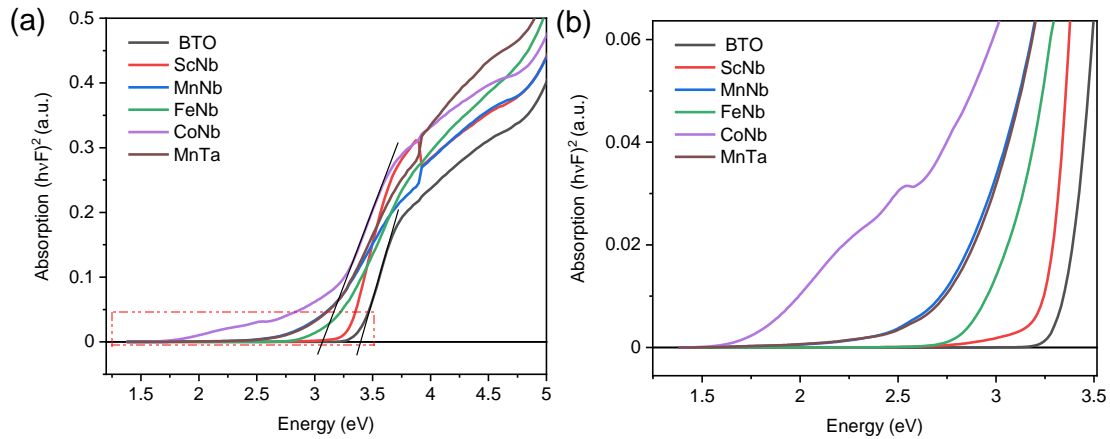 (a)
0.5
0.4
0.3
0.2
0.1
0
Absorption (hνF)² (a.u.)
BTO
ScNb
MnNb
FeNb
CoNb
MnTa
1.5 2 2.5 3 3.5 4 4.5 5
Energy (eV)
(b)
0.06
0.04
0.02
0.00
Absorption (hνF)² (a.u.)
BTO
ScNb
MnNb
FeNb
CoNb
MnTa
1.5 2 2.5 3 3.5
Energy (eV)